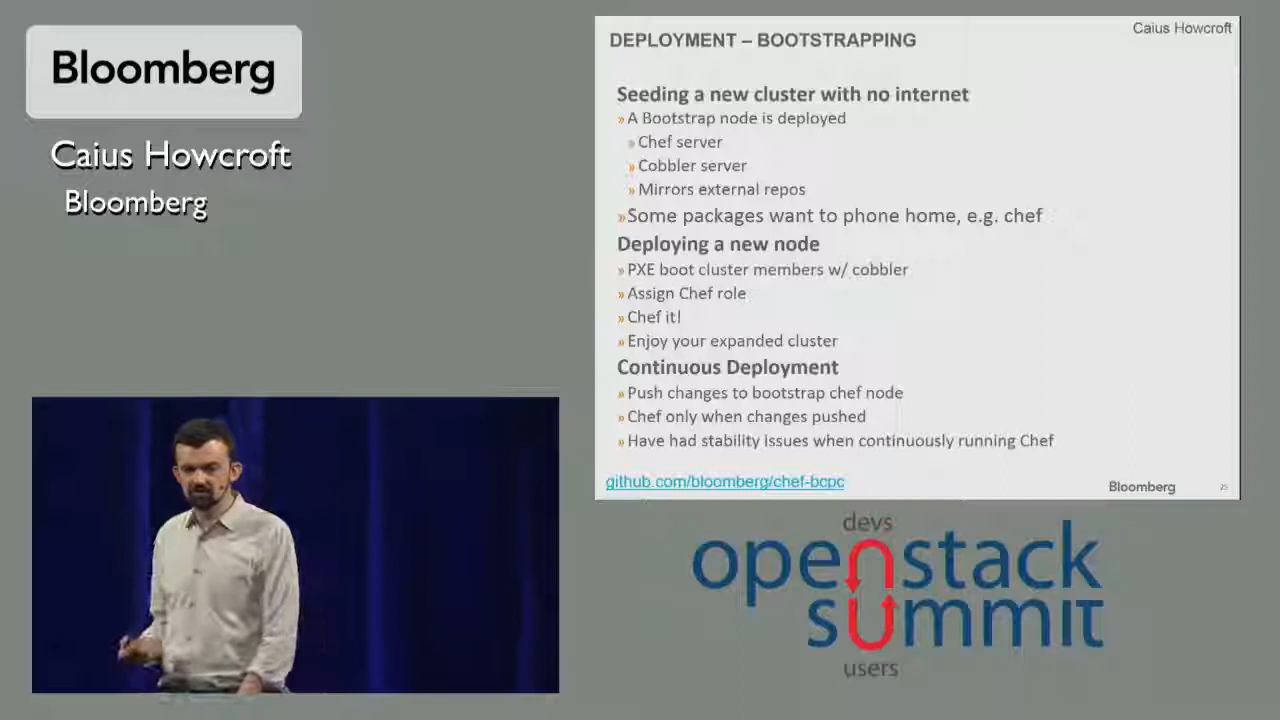 Bloomberg
Caius Howcroft
Bloomberg
Caius Howcroft
DEPLOYMENT – BOOTSTRAPPING
Seeding a new cluster with no internet
» A Bootstrap node is deployed
» Chef server
» Cobbler server
» Mirrors external repos
» Some packages want to phone home, e.g. chef
Deploying a new node
» PXE boot cluster members w/ cobbler
» Assign Chef role
» Chef it!
» Enjoy your expanded cluster
Continuous Deployment
» Push changes to bootstrap chef node
» Chef only when changes pushed
» Have had stability issues when continuously running Chef
github.com/bloomberg/chef-bcpc
Bloomberg
devs
openstack
summit
users